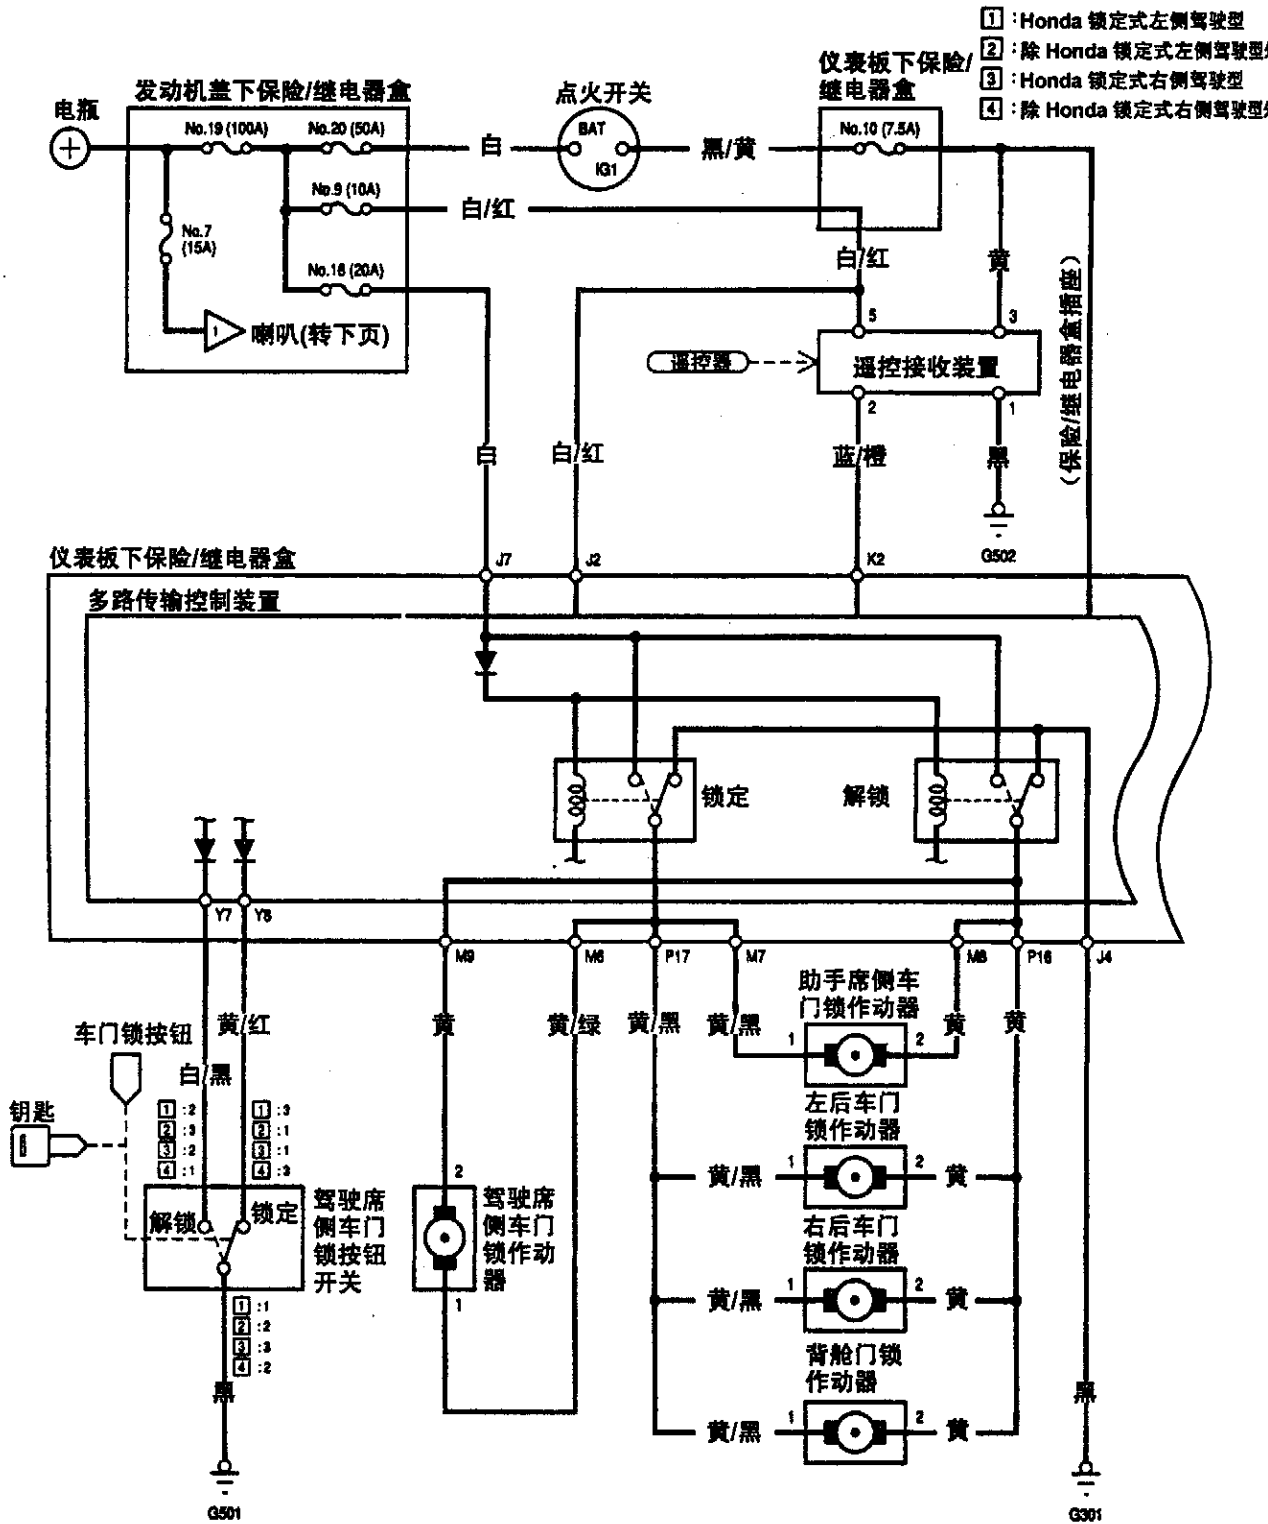 1 :Honda 锁定式左侧驾驶型
2 :除 Honda 锁定式左侧驾驶型
3 :Honda 锁定式右侧驾驶型
4 :除 Honda 锁定式右侧驾驶型
电瓶
发动机盖下保险/继电器盒
No.19 (100A)
No.20 (50A)
No.9 (10A)
No.7
(15A)
No.16 (20A)
1
喇叭(转下页)
白
点火开关
BAT
IG1
黑/黄
仪表板下保险/
继电器盒
No.10 (7.5A)
白/红
白/红
黄
5
3
遥控器
遥控接收装置
2
1
(保险/继电器盒插座)
白
白/红
蓝/橙
黑
G502
仪表板下保险/继电器盒
J7
J2
K2
多路传输控制装置
锁定
解锁
Y7
Y8
M9
M6
P17
M7
M8
P16
J4
车门锁按钮
钥匙
黄/红
白/黑
黄
黄/绿
黄/黑
黄/黑
黄
黄
助手席侧车
门锁作动器
1
2
1 :2
2 :3
3 :2
4 :1
1 :3
2 :1
3 :1
4 :3
解锁
锁定
驾驶席
侧车门
锁按钮
开关
2
驾驶席
侧车门
锁作动
器
1
左后车门
锁作动器
黄/黑
1
2
黄
右后车门
锁作动器
黄/黑
1
2
黄
背舱门锁
作动器
黄/黑
1
2
黄
1 :1
2 :2
3 :3
4 :2
黑
G501
黑
G301